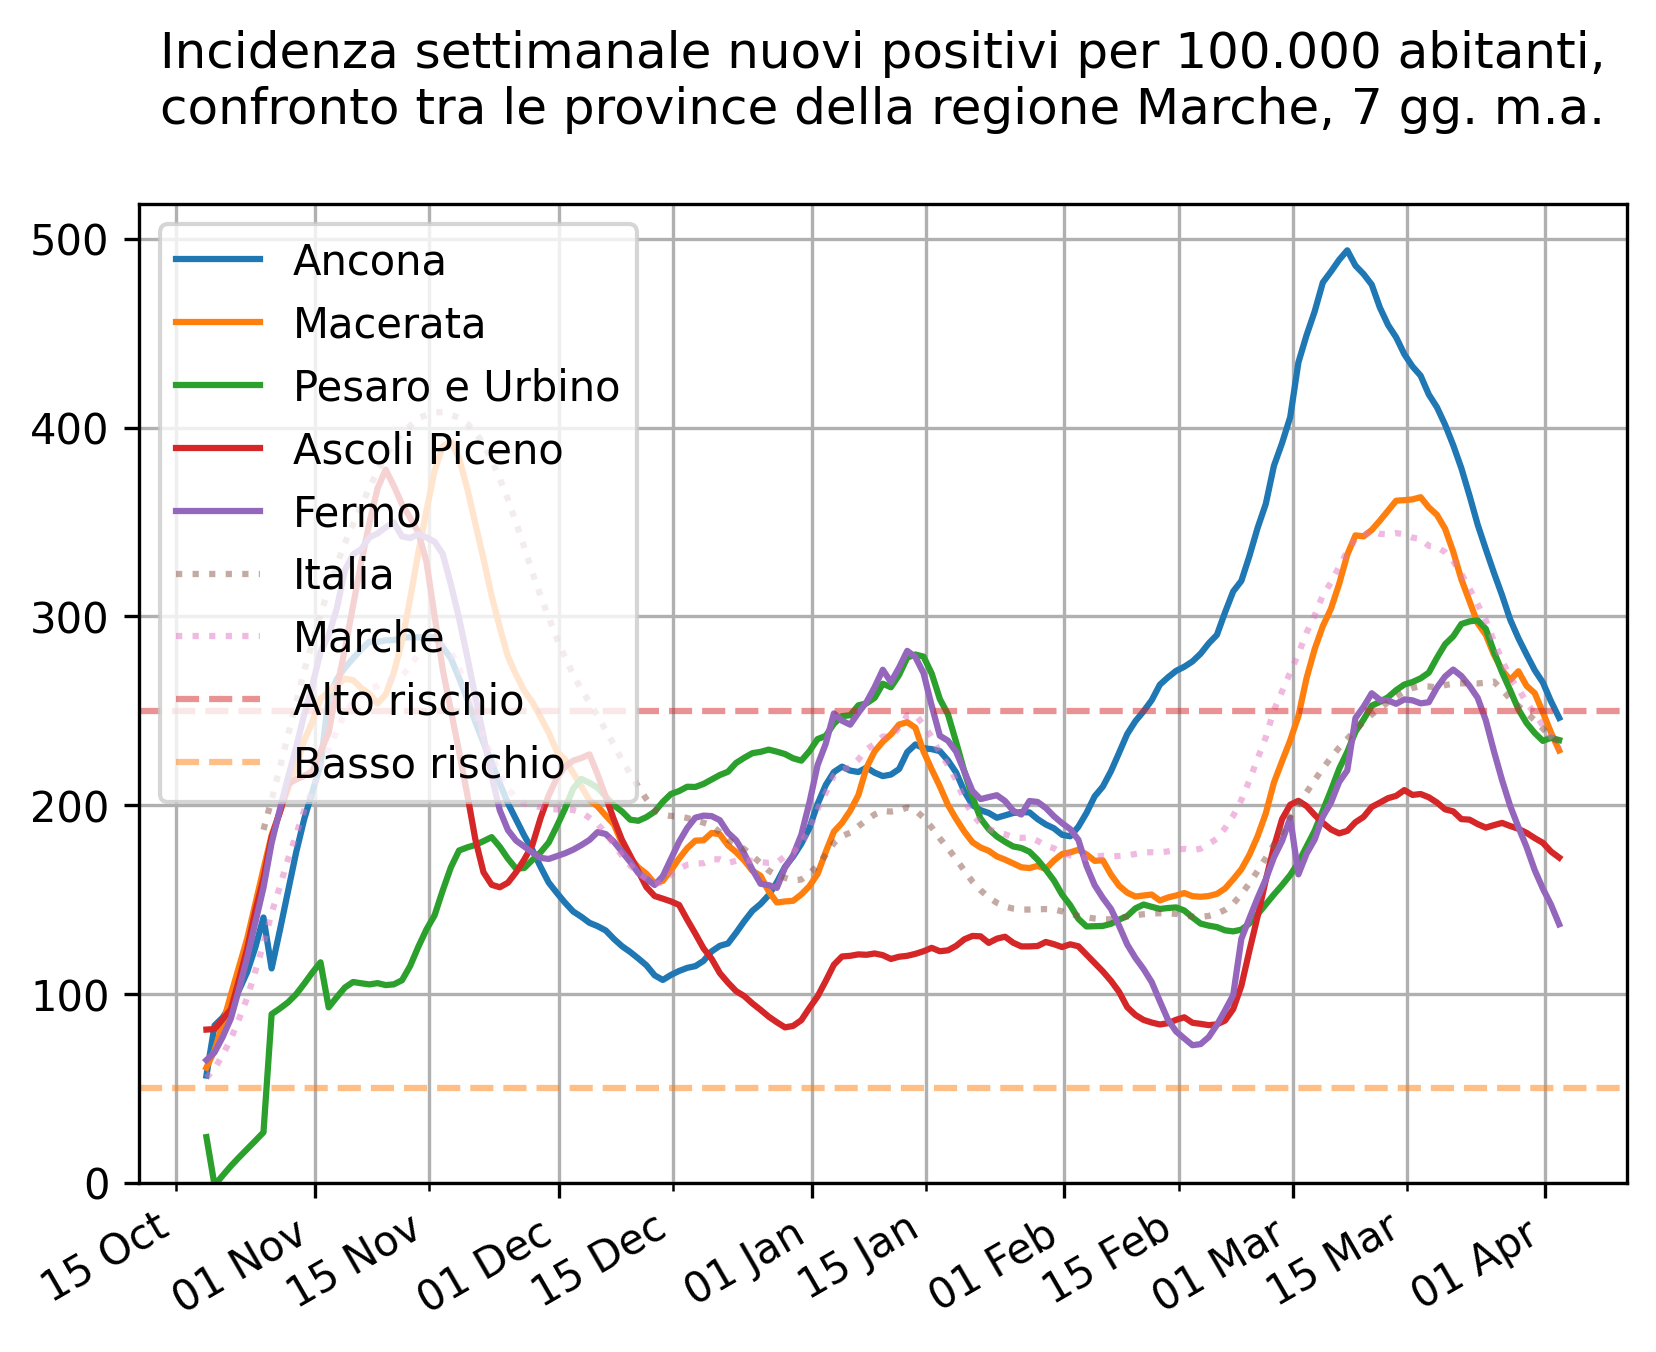 Incidenza settimanale nuovi positivi per 100.000 abitanti,
confronto tra le province della regione Marche, 7 gg. m.a.
500
400
300
200
100
0
Ancona
Macerata
Pesaro e Urbino
Ascoli Piceno
Fermo
Italia
Marche
Alto rischio
Basso rischio
15 Oct
01 Nov
15 Nov
01 Dec
15 Dec
01 Jan
15 Jan
01 Feb
15 Feb
01 Mar
15 Mar
01 Apr